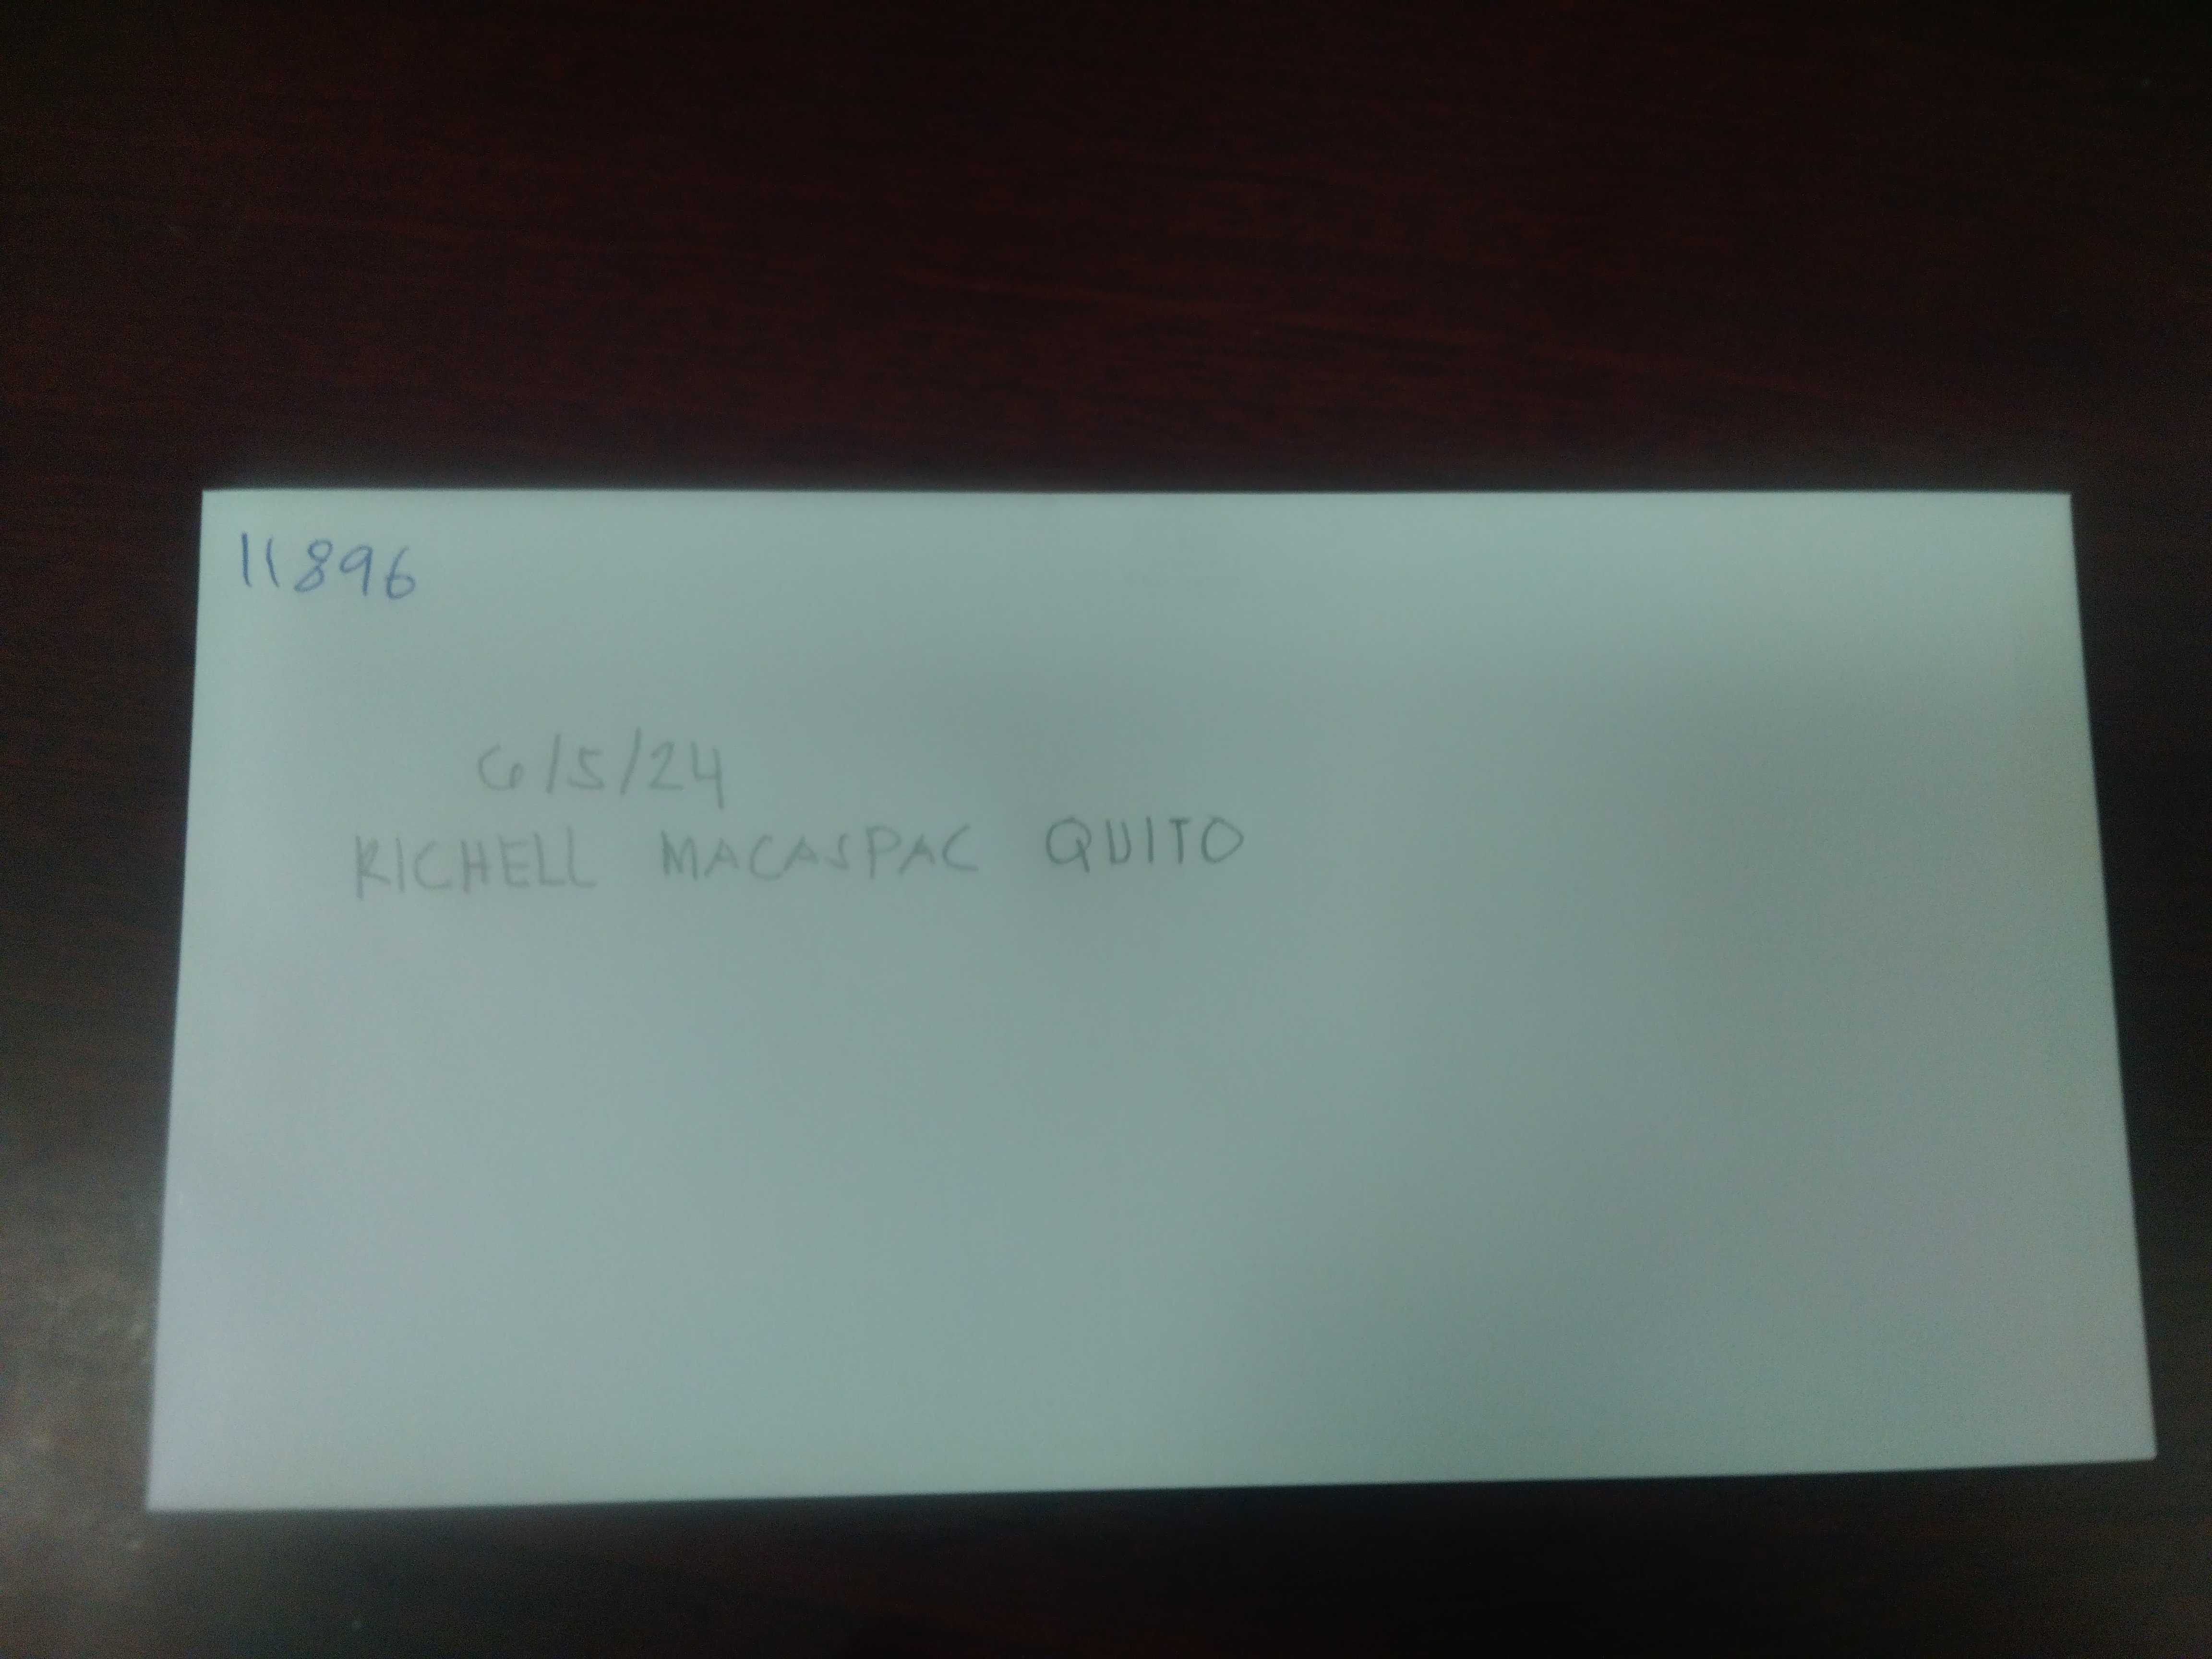 11896
6/5/24
RICHELL MACASPAC QUITO